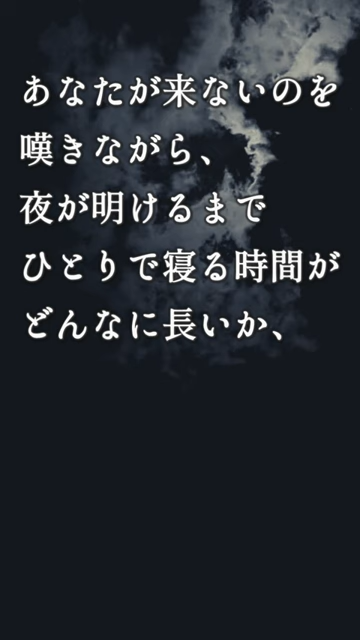 あなたが来ないのを
嘆きながら、
夜が明けるまで
ひとりで寝る時間が
どんなに長いか、